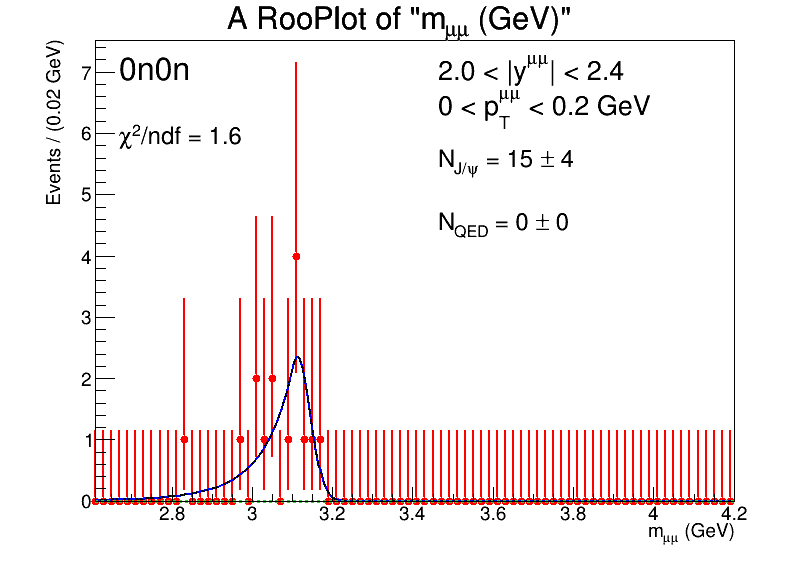 A RooPlot of "m_μμ (GeV)"
Events / (0.02 GeV)
0n0n
χ²/ndf = 1.6
2.0 < |y^μμ| < 2.4
0 < p_T^μμ < 0.2 GeV
N_J/ψ = 15 ± 4
N_QED = 0 ± 0
7
6
5
4
3
2
1
0
2.8 3 3.2 3.4 3.6 3.8 4 4.2
m_μμ (GeV)